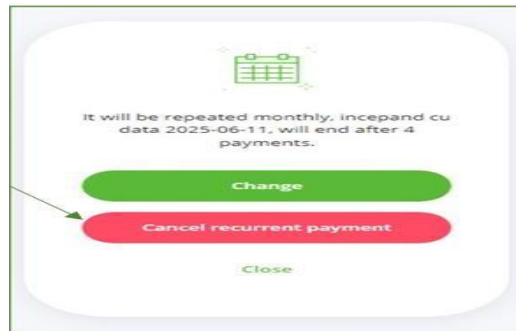 It will be repeated monthly, incepand cu
data 2025-06-11, will end after 4
payments.
Change
Cancel recurrent payment
Close